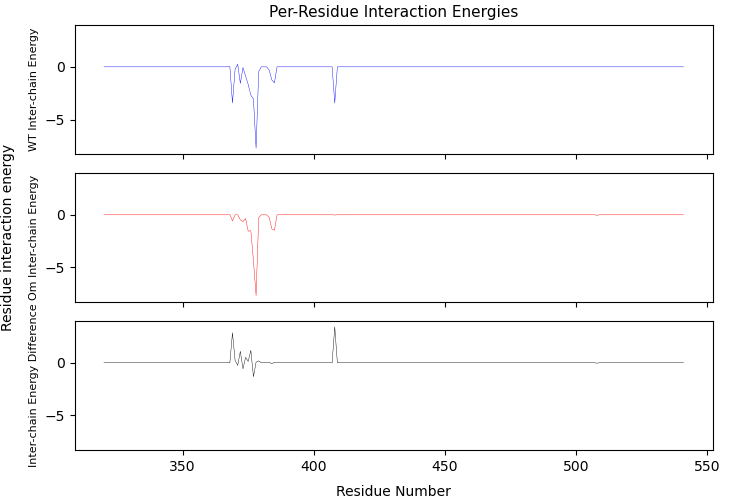 Per-Residue Interaction Energies
Residue interaction energy
WT Inter-chain Energy
0
−5
Om Inter-chain Energy
0
−5
Inter-chain Energy Difference
0
−5
350
400
450
500
550
Residue Number